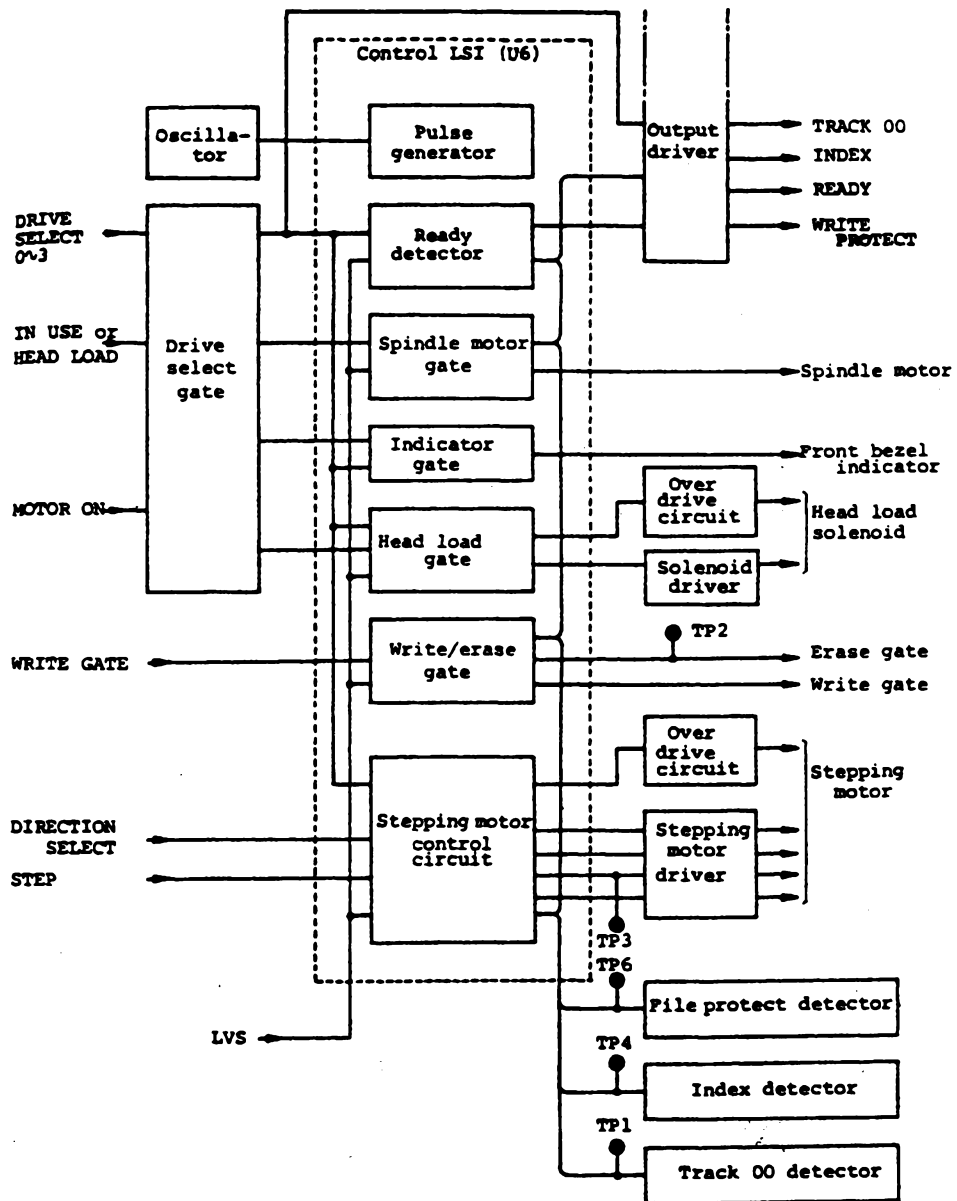 Control LSI (U6)
Oscilla-
tor
Pulse
generator
Output
driver
TRACK 00
INDEX
READY
WRITE
PROTECT
DRIVE
SELECT
0~3
Ready
detector
IN USE or
HEAD LOAD
Drive
select
gate
Spindle motor
gate
Spindle motor
Indicator
gate
Front bezel
indicator
MOTOR ON
Head load
gate
Over
drive
circuit
Solenoid
driver
Head load
solenoid
TP2
WRITE GATE
Write/erase
gate
Erase gate
Write gate
Over
drive
circuit
Stepping
motor
DIRECTION
SELECT
STEP
Stepping motor
control
circuit
Stepping
motor
driver
TP3
TP6
File protect detector
LVS
TP4
Index detector
TP1
Track 00 detector